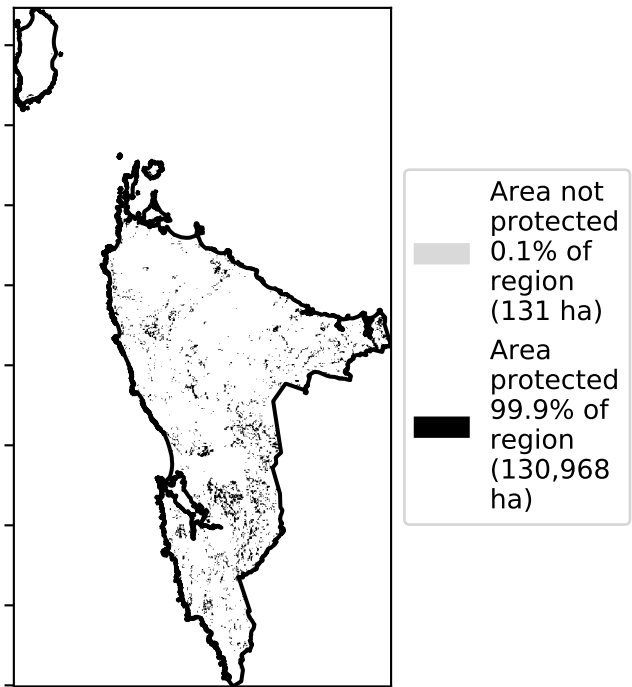 Area not
protected
0.1% of
region
(131 ha)
Area
protected
99.9% of
region
(130,968
ha)